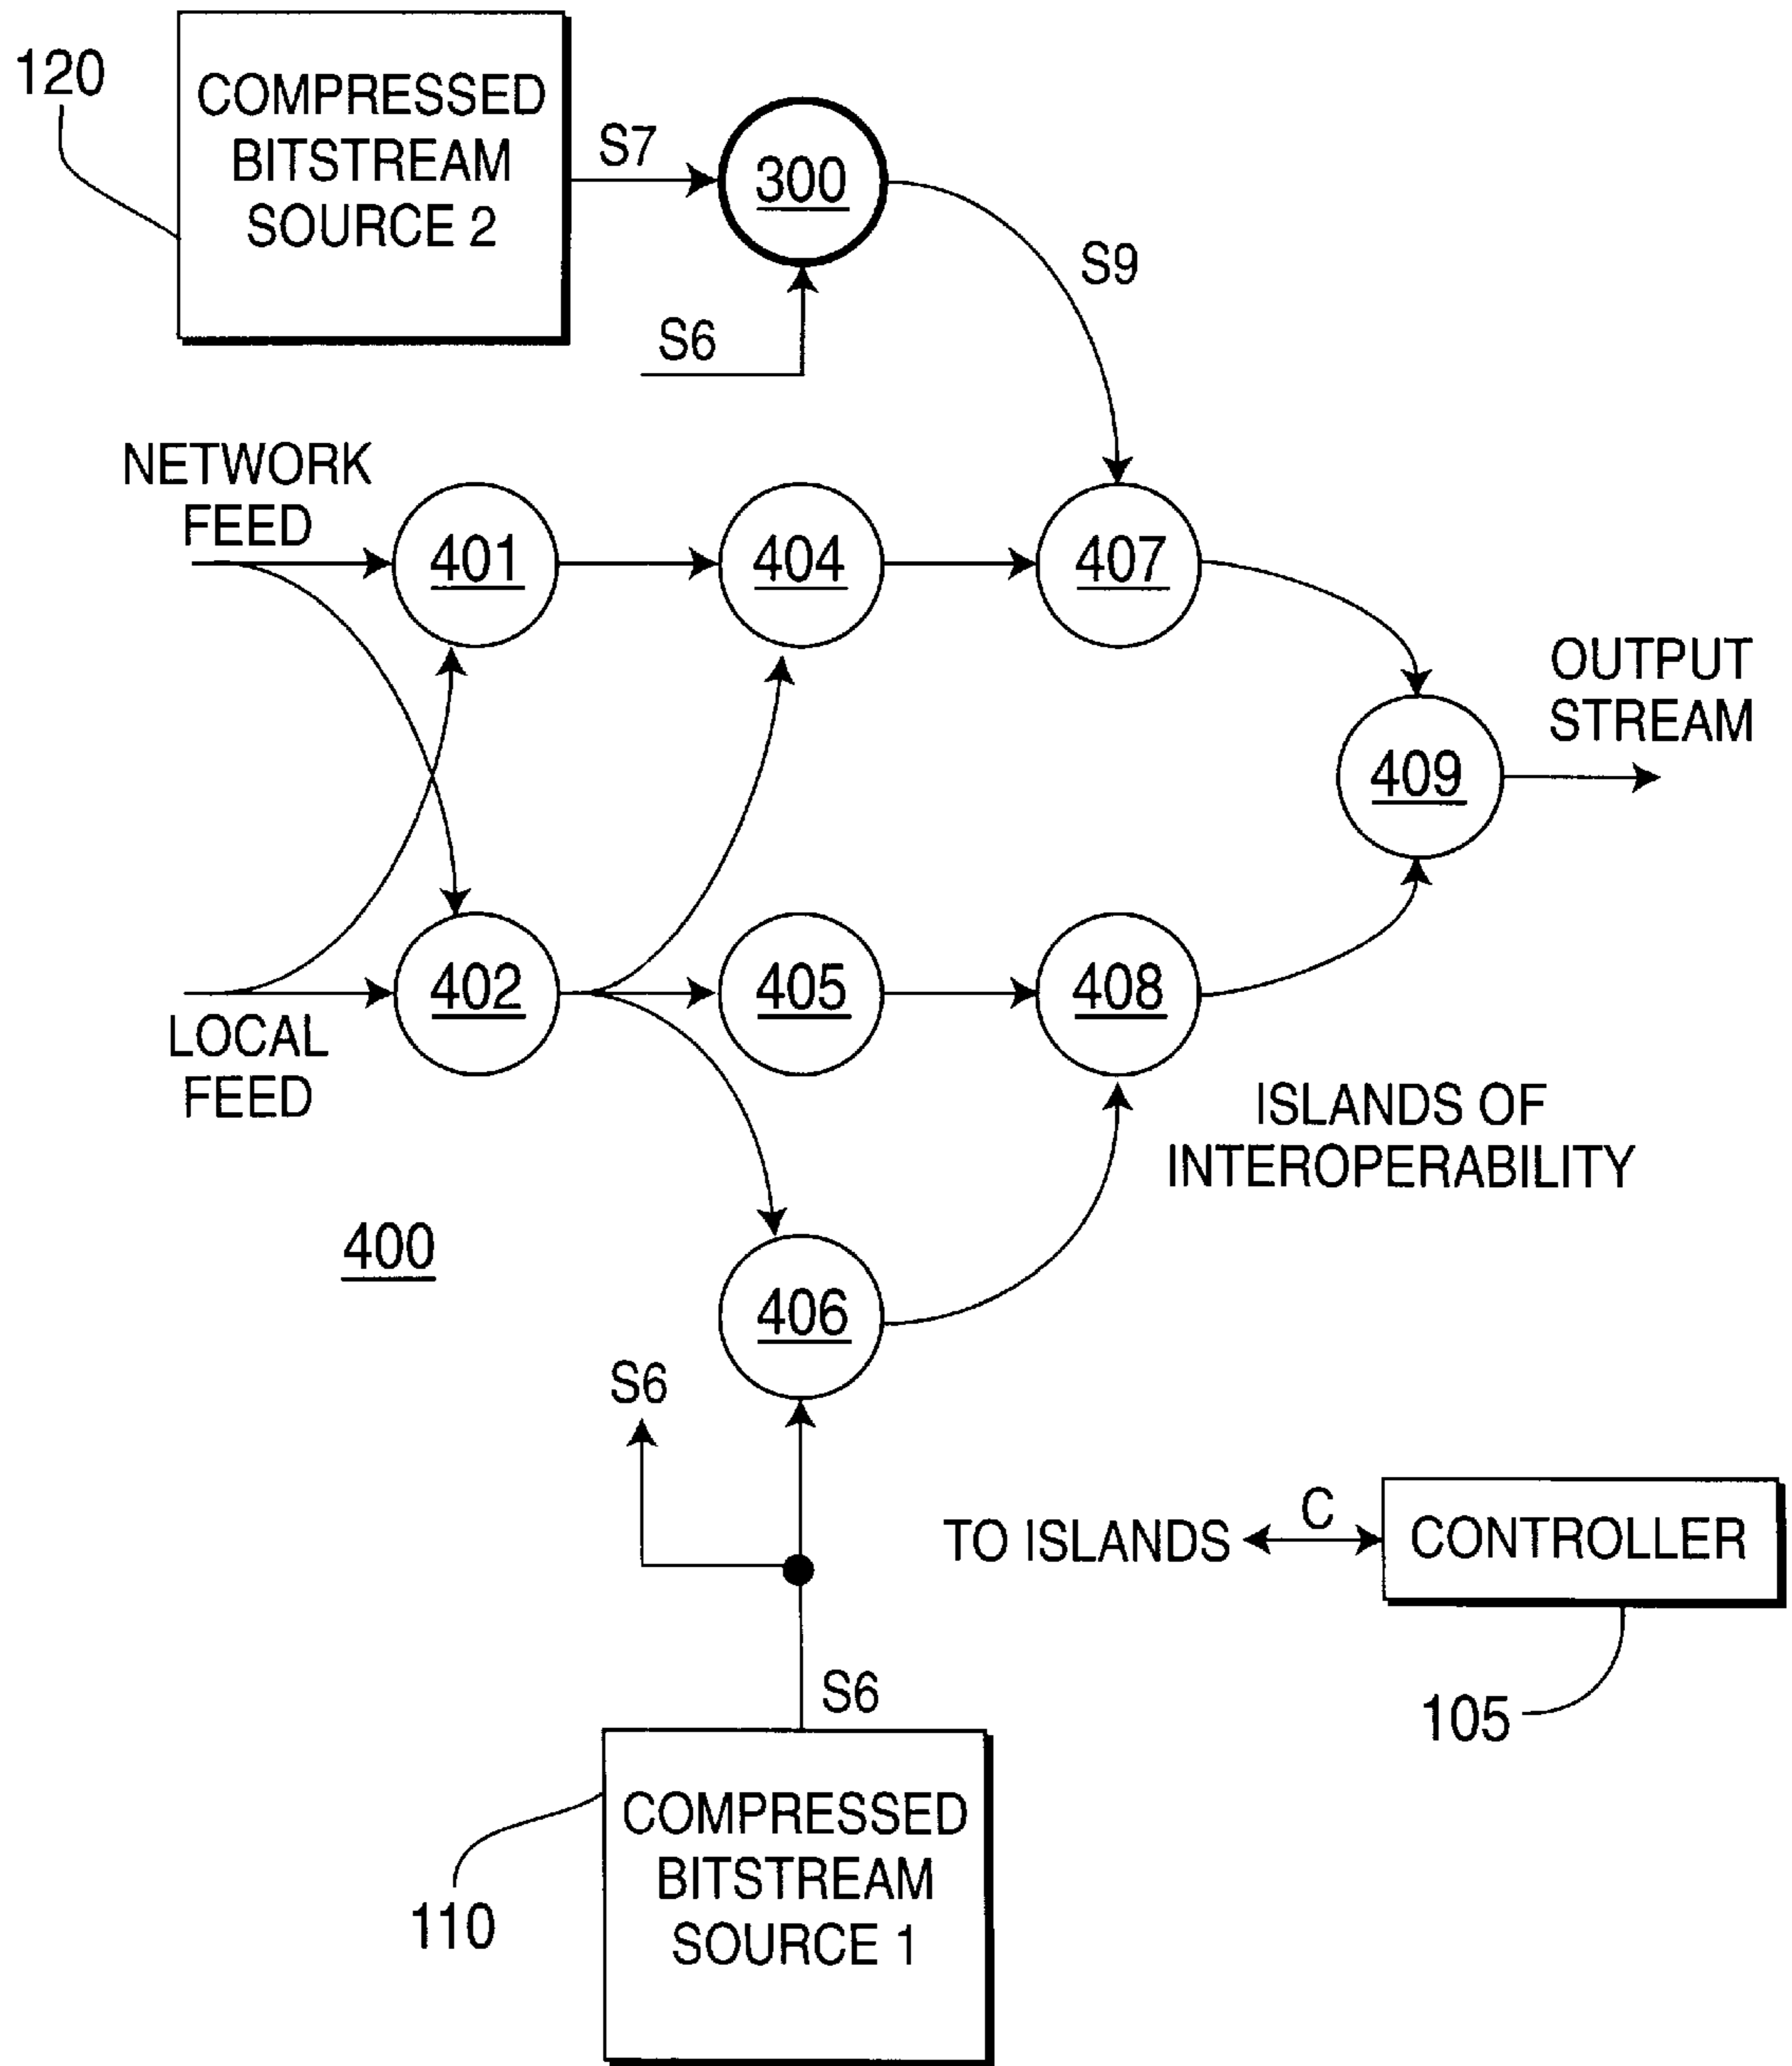 120
COMPRESSED
BITSTREAM
SOURCE 2
S7
300
S9
S6
NETWORK
FEED
401
404
407
OUTPUT
STREAM
409
402
405
408
LOCAL
FEED
ISLANDS OF
INTEROPERABILITY
400
406
S6
TO ISLANDS
C
CONTROLLER
S6
105
COMPRESSED
BITSTREAM
SOURCE 1
110